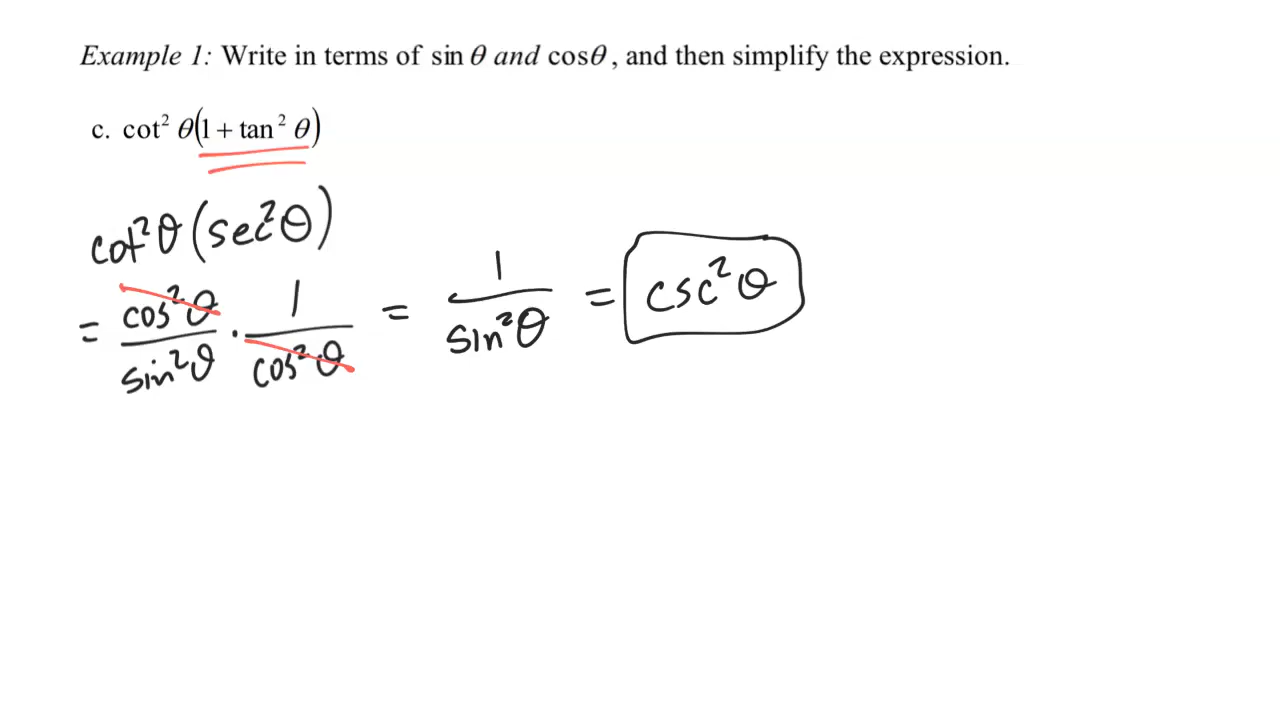 Example 1: Write in terms of sin θ and cosθ, and then simplify the expression.
c. cot² θ(1 + tan² θ)
cot²θ (sec²θ)
= cos²θ/sin²θ · 1/cos²θ = 1/sin²θ = csc²θ